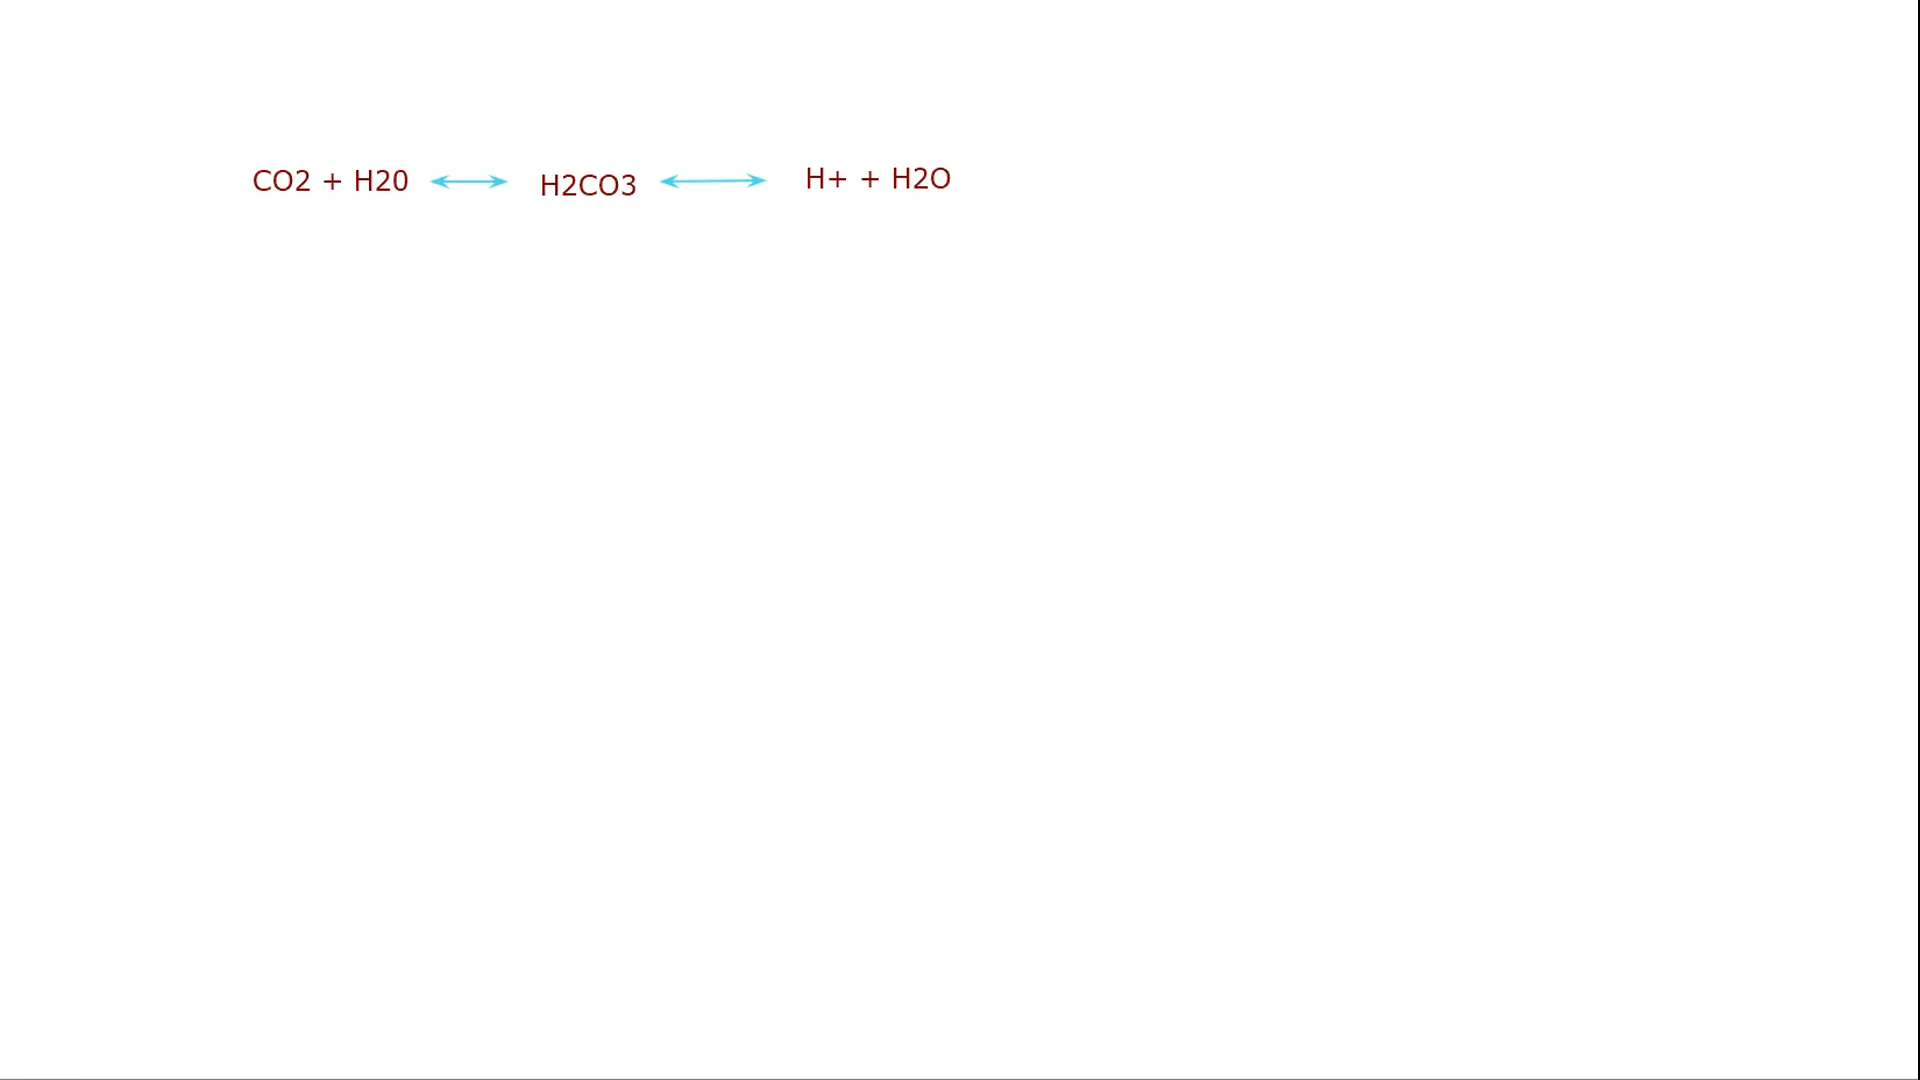 CO2 + H20 ⟷ H2CO3 ⟷ H+ + H2O